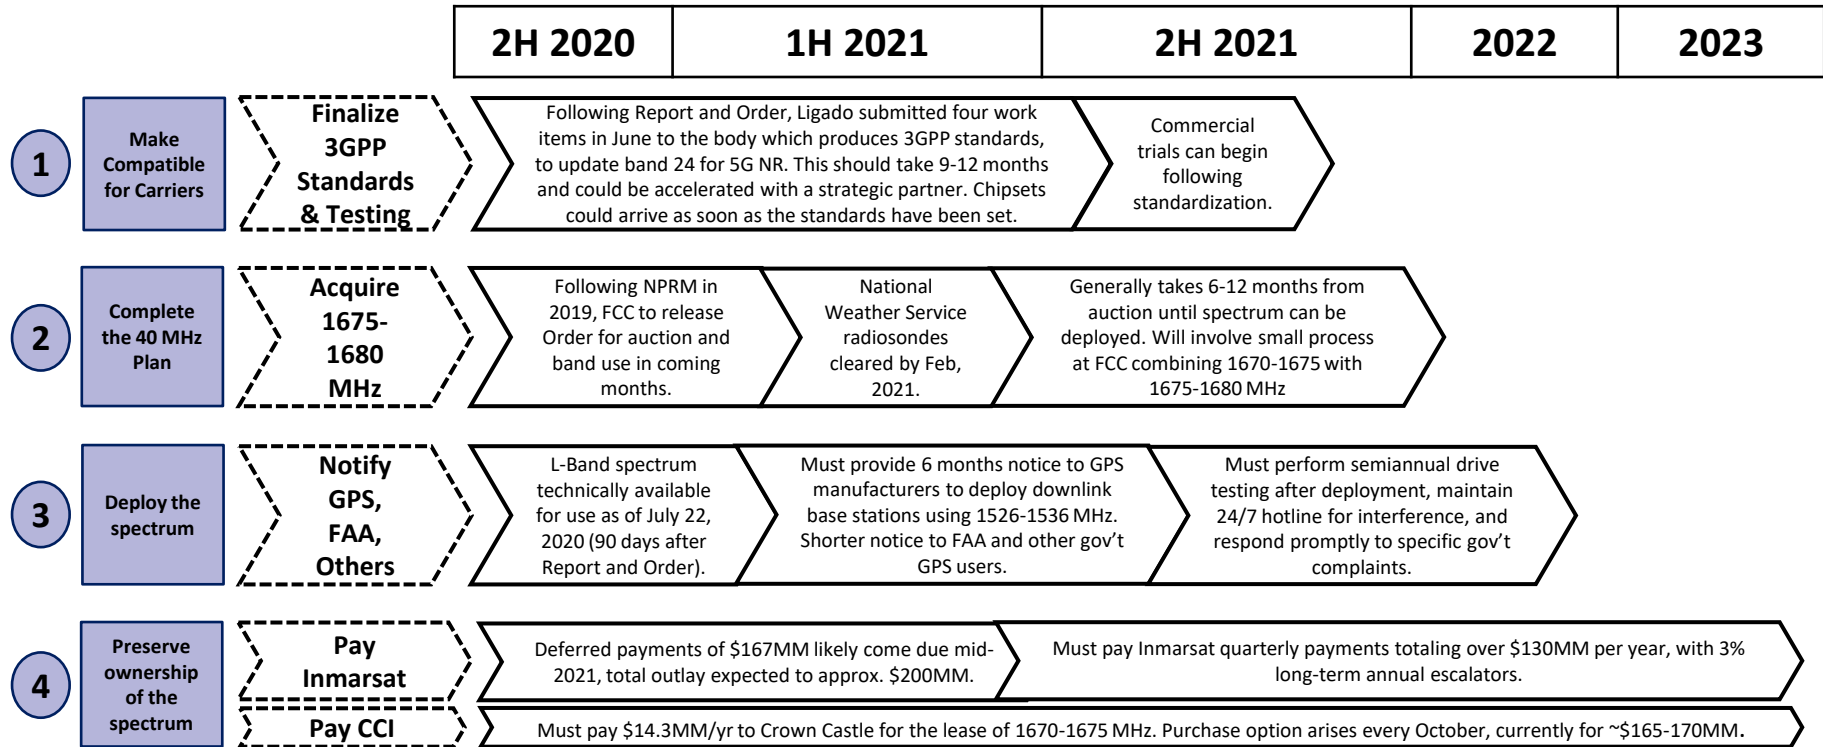 2H 2020
1H 2021
2H 2021
2022
2023
1
Make
Compatible
for Carriers
Finalize
3GPP
Standards
& Testing
Following Report and Order, Ligado submitted four work
items in June to the body which produces 3GPP standards,
to update band 24 for 5G NR. This should take 9-12 months
and could be accelerated with a strategic partner. Chipsets
could arrive as soon as the standards have been set.
Commercial
trials can begin
following
standardization.
2
Complete
the 40 MHz
Plan
Acquire
1675-
1680
MHz
Following NPRM in
2019, FCC to release
Order for auction and
band use in coming
months.
National
Weather Service
radiosondes
cleared by Feb,
2021.
Generally takes 6-12 months from
auction until spectrum can be
deployed. Will involve small process
at FCC combining 1670-1675 with
1675-1680 MHz
3
Deploy the
spectrum
Notify
GPS,
FAA,
Others
L-Band spectrum
technically available
for use as of July 22,
2020 (90 days after
Report and Order).
Must provide 6 months notice to GPS
manufacturers to deploy downlink
base stations using 1526-1536 MHz.
Shorter notice to FAA and other gov't
GPS users.
Must perform semiannual drive
testing after deployment, maintain
24/7 hotline for interference, and
respond promptly to specific gov't
complaints.
4
Preserve
ownership
of the
spectrum
Pay
Inmarsat
Deferred payments of $167MM likely come due mid-
2021, total outlay expected to approx. $200MM.
Must pay Inmarsat quarterly payments totaling over $130MM per year, with 3%
long-term annual escalators.
Pay CCI
Must pay $14.3MM/yr to Crown Castle for the lease of 1670-1675 MHz. Purchase option arises every October, currently for ~$165-170MM.